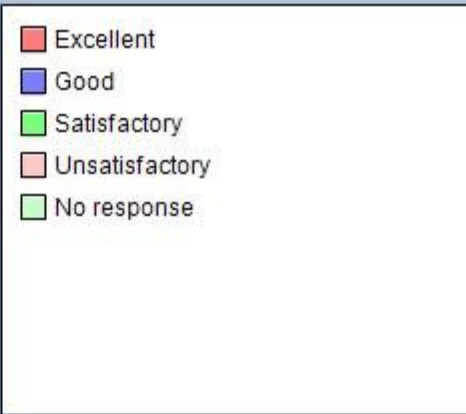 Excellent
Good
Satisfactory
Unsatisfactory
No response